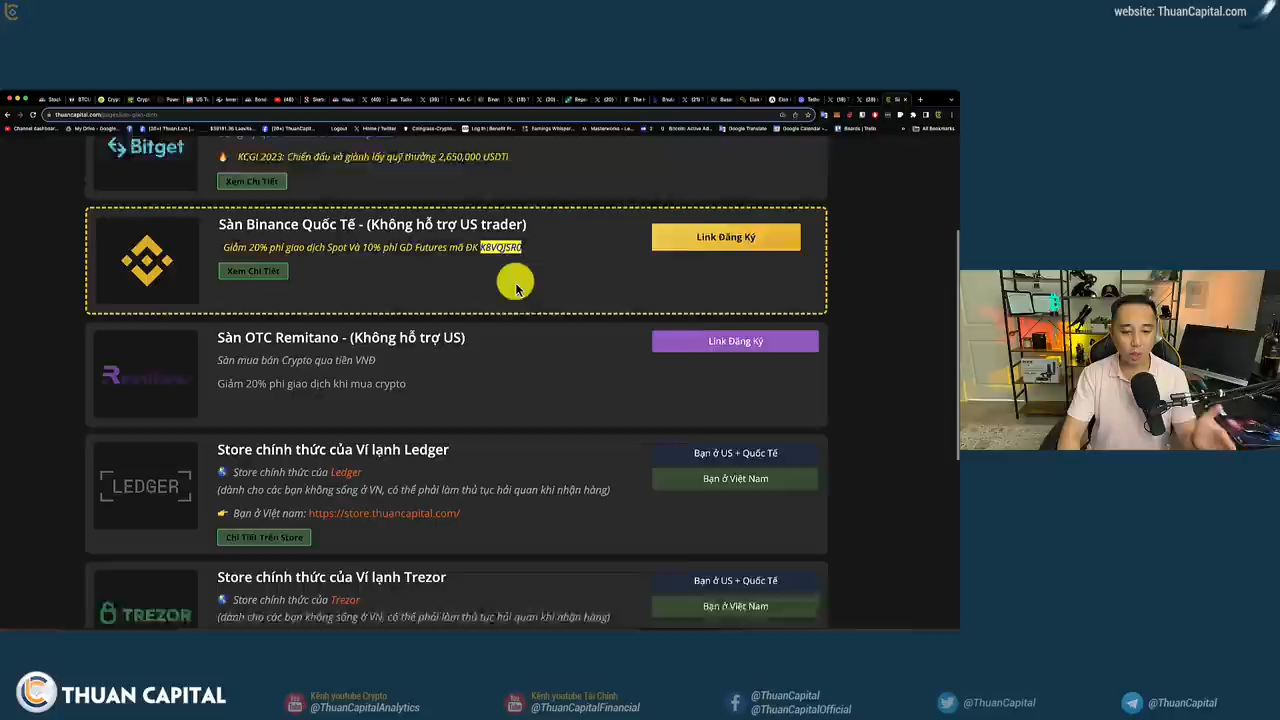 website: ThuanCapital.com
thuancapital.com/pages/san-giao-dich
Bitget
KCGI 2023: Chiến đấu và giành lấy quỹ thưởng 2,650,000 USDT!
Xem Chi Tiết
Sàn Binance Quốc Tế - (Không hỗ trợ US trader)
Giảm 20% phí giao dịch Spot Và 10% phí GD Futures mã ĐK K8VQJSR0
Link Đăng Ký
Xem Chi Tiết
Sàn OTC Remitano - (Không hỗ trợ US)
Link Đăng Ký
Sàn mua bán Crypto qua tiền VNĐ
Remitano
Giảm 20% phí giao dịch khi mua crypto
Store chính thức của Ví lạnh Ledger
Bạn ở US + Quốc Tế
Store chính thức của Ledger
Bạn ở Việt Nam
LEDGER
(dành cho các bạn không sống ở VN, có thể phải làm thủ tục hải quan khi nhận hàng)
Bạn ở Việt nam: https://store.thuancapital.com/
Chi Tiết Trên Store
Store chính thức của Ví lạnh Trezor
Bạn ở US + Quốc Tế
Store chính thức của Trezor
Bạn ở Việt Nam
TREZOR
(dành cho các bạn không sống ở VN, có thể phải làm thủ tục hải quan khi nhận hàng)
THUAN CAPITAL
Kênh youtube Crypto
@ThuanCapitalAnalytics
Kênh youtube Tài Chính
@ThuanCapitalFinancial
@ThuanCapital
@ThuanCapitalOfficial
@ThuanCapital
@ThuanCapital